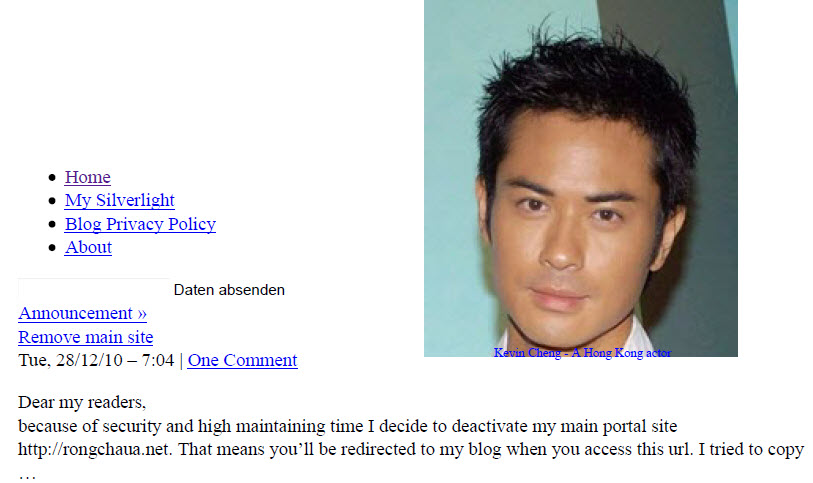 Home
My Silverlight
Blog Privacy Policy
About
Daten absenden
Announcement »
Remove main site
Tue, 28/12/10 – 7:04 | One Comment
Kevin Cheng - A Hong Kong actor
Dear my readers,
because of security and high maintaining time I decide to deactivate my main portal site
http://rongchaua.net. That means you’ll be redirected to my blog when you access this url. I tried to copy
…